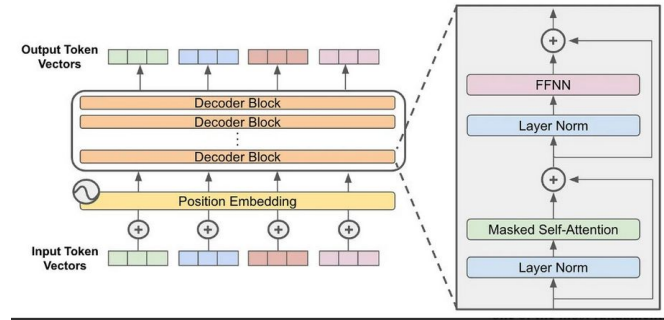 Output Token
Vectors
Decoder Block
Decoder Block
Decoder Block
Position Embedding
Input Token
Vectors
FFNN
Layer Norm
Masked Self-Attention
Layer Norm